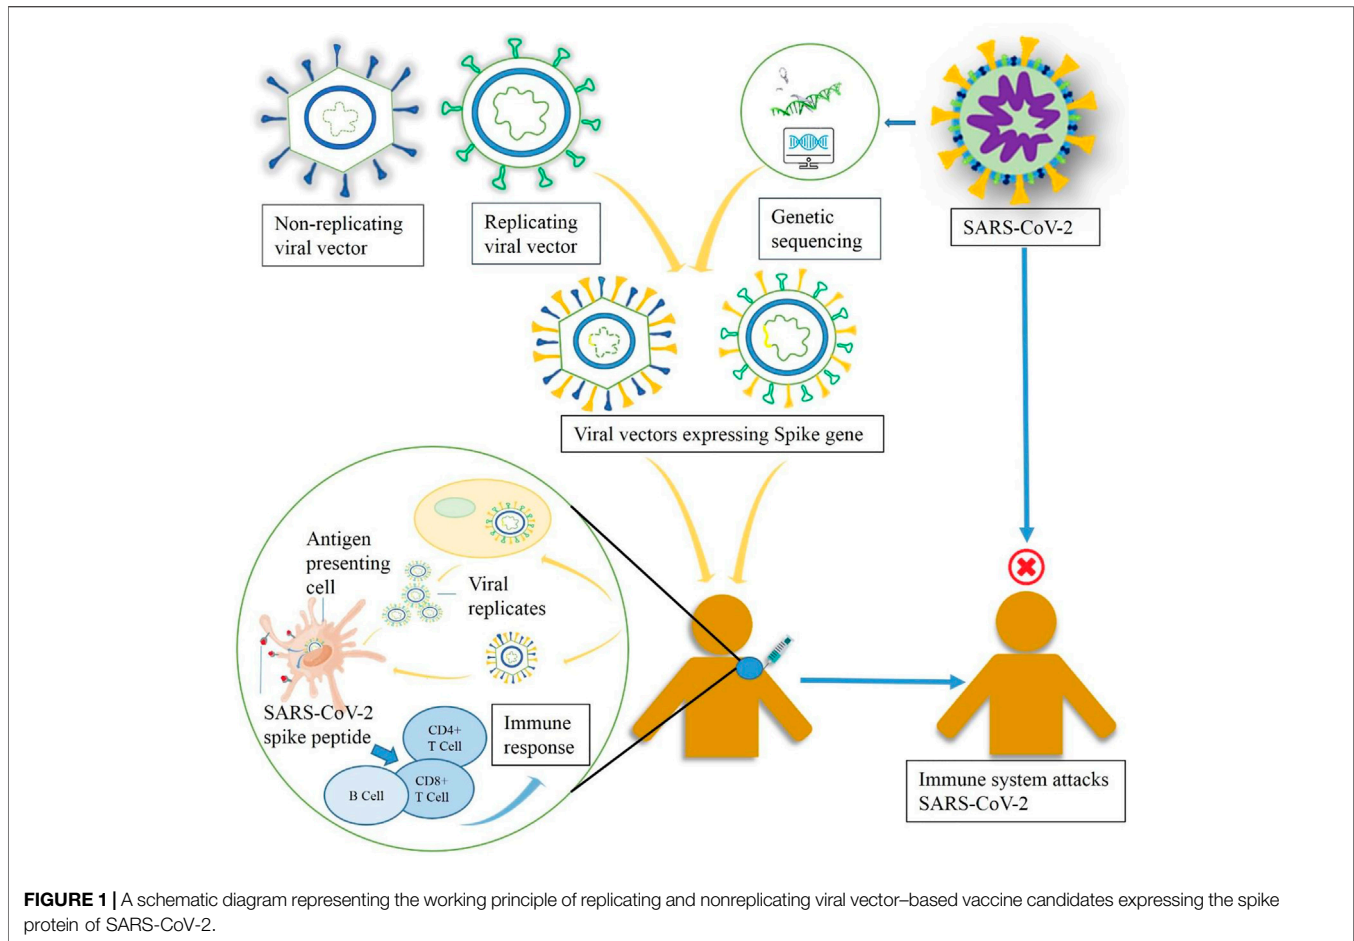 Non-replicating
viral vector
Replicating
viral vector
Genetic
sequencing
SARS-CoV-2
Viral vectors expressing Spike gene
Antigen
presenting
cell
Viral
replicates
SARS-CoV-2
spike peptide
Immune
response
CD4+
T Cell
CD8+
T Cell
B Cell
Immune system attacks
SARS-CoV-2
FIGURE 1 | A schematic diagram representing the working principle of replicating and nonreplicating viral vector–based vaccine candidates expressing the spike
protein of SARS-CoV-2.